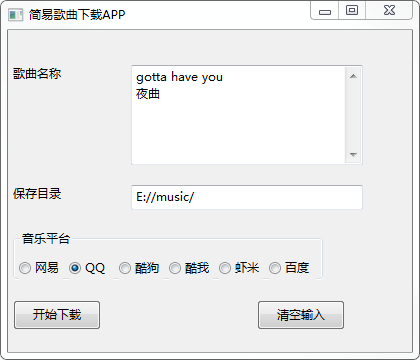 简易歌曲下载APP
歌曲名称
gotta have you
夜曲
保存目录
E://music/
音乐平台
网易 QQ 酷狗 酷我 虾米 百度
开始下载 清空输入